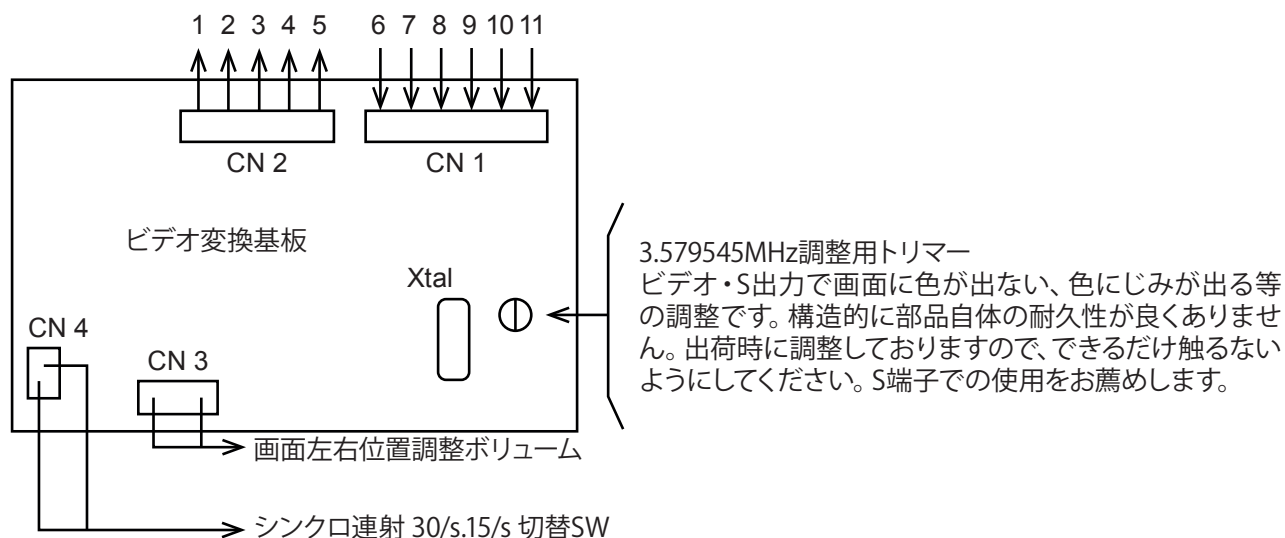 1 2 3 4 5 6 7 8 9 10 11
CN 2 CN 1
ビデオ変換基板
Xtal
CN 4
CN 3
3.579545MHz調整用トリマー
ビデオ・S出力で画面に色が出ない、色にじみが出る等
の調整です。構造的に部品自体の耐久性が良くありませ
ん。出荷時に調整しておりますので、できるだけ触るない
ようにしてください。S端子での使用をお薦めします。
画面左右位置調整ボリューム
シンクロ連射 30/s.15/s 切替SW